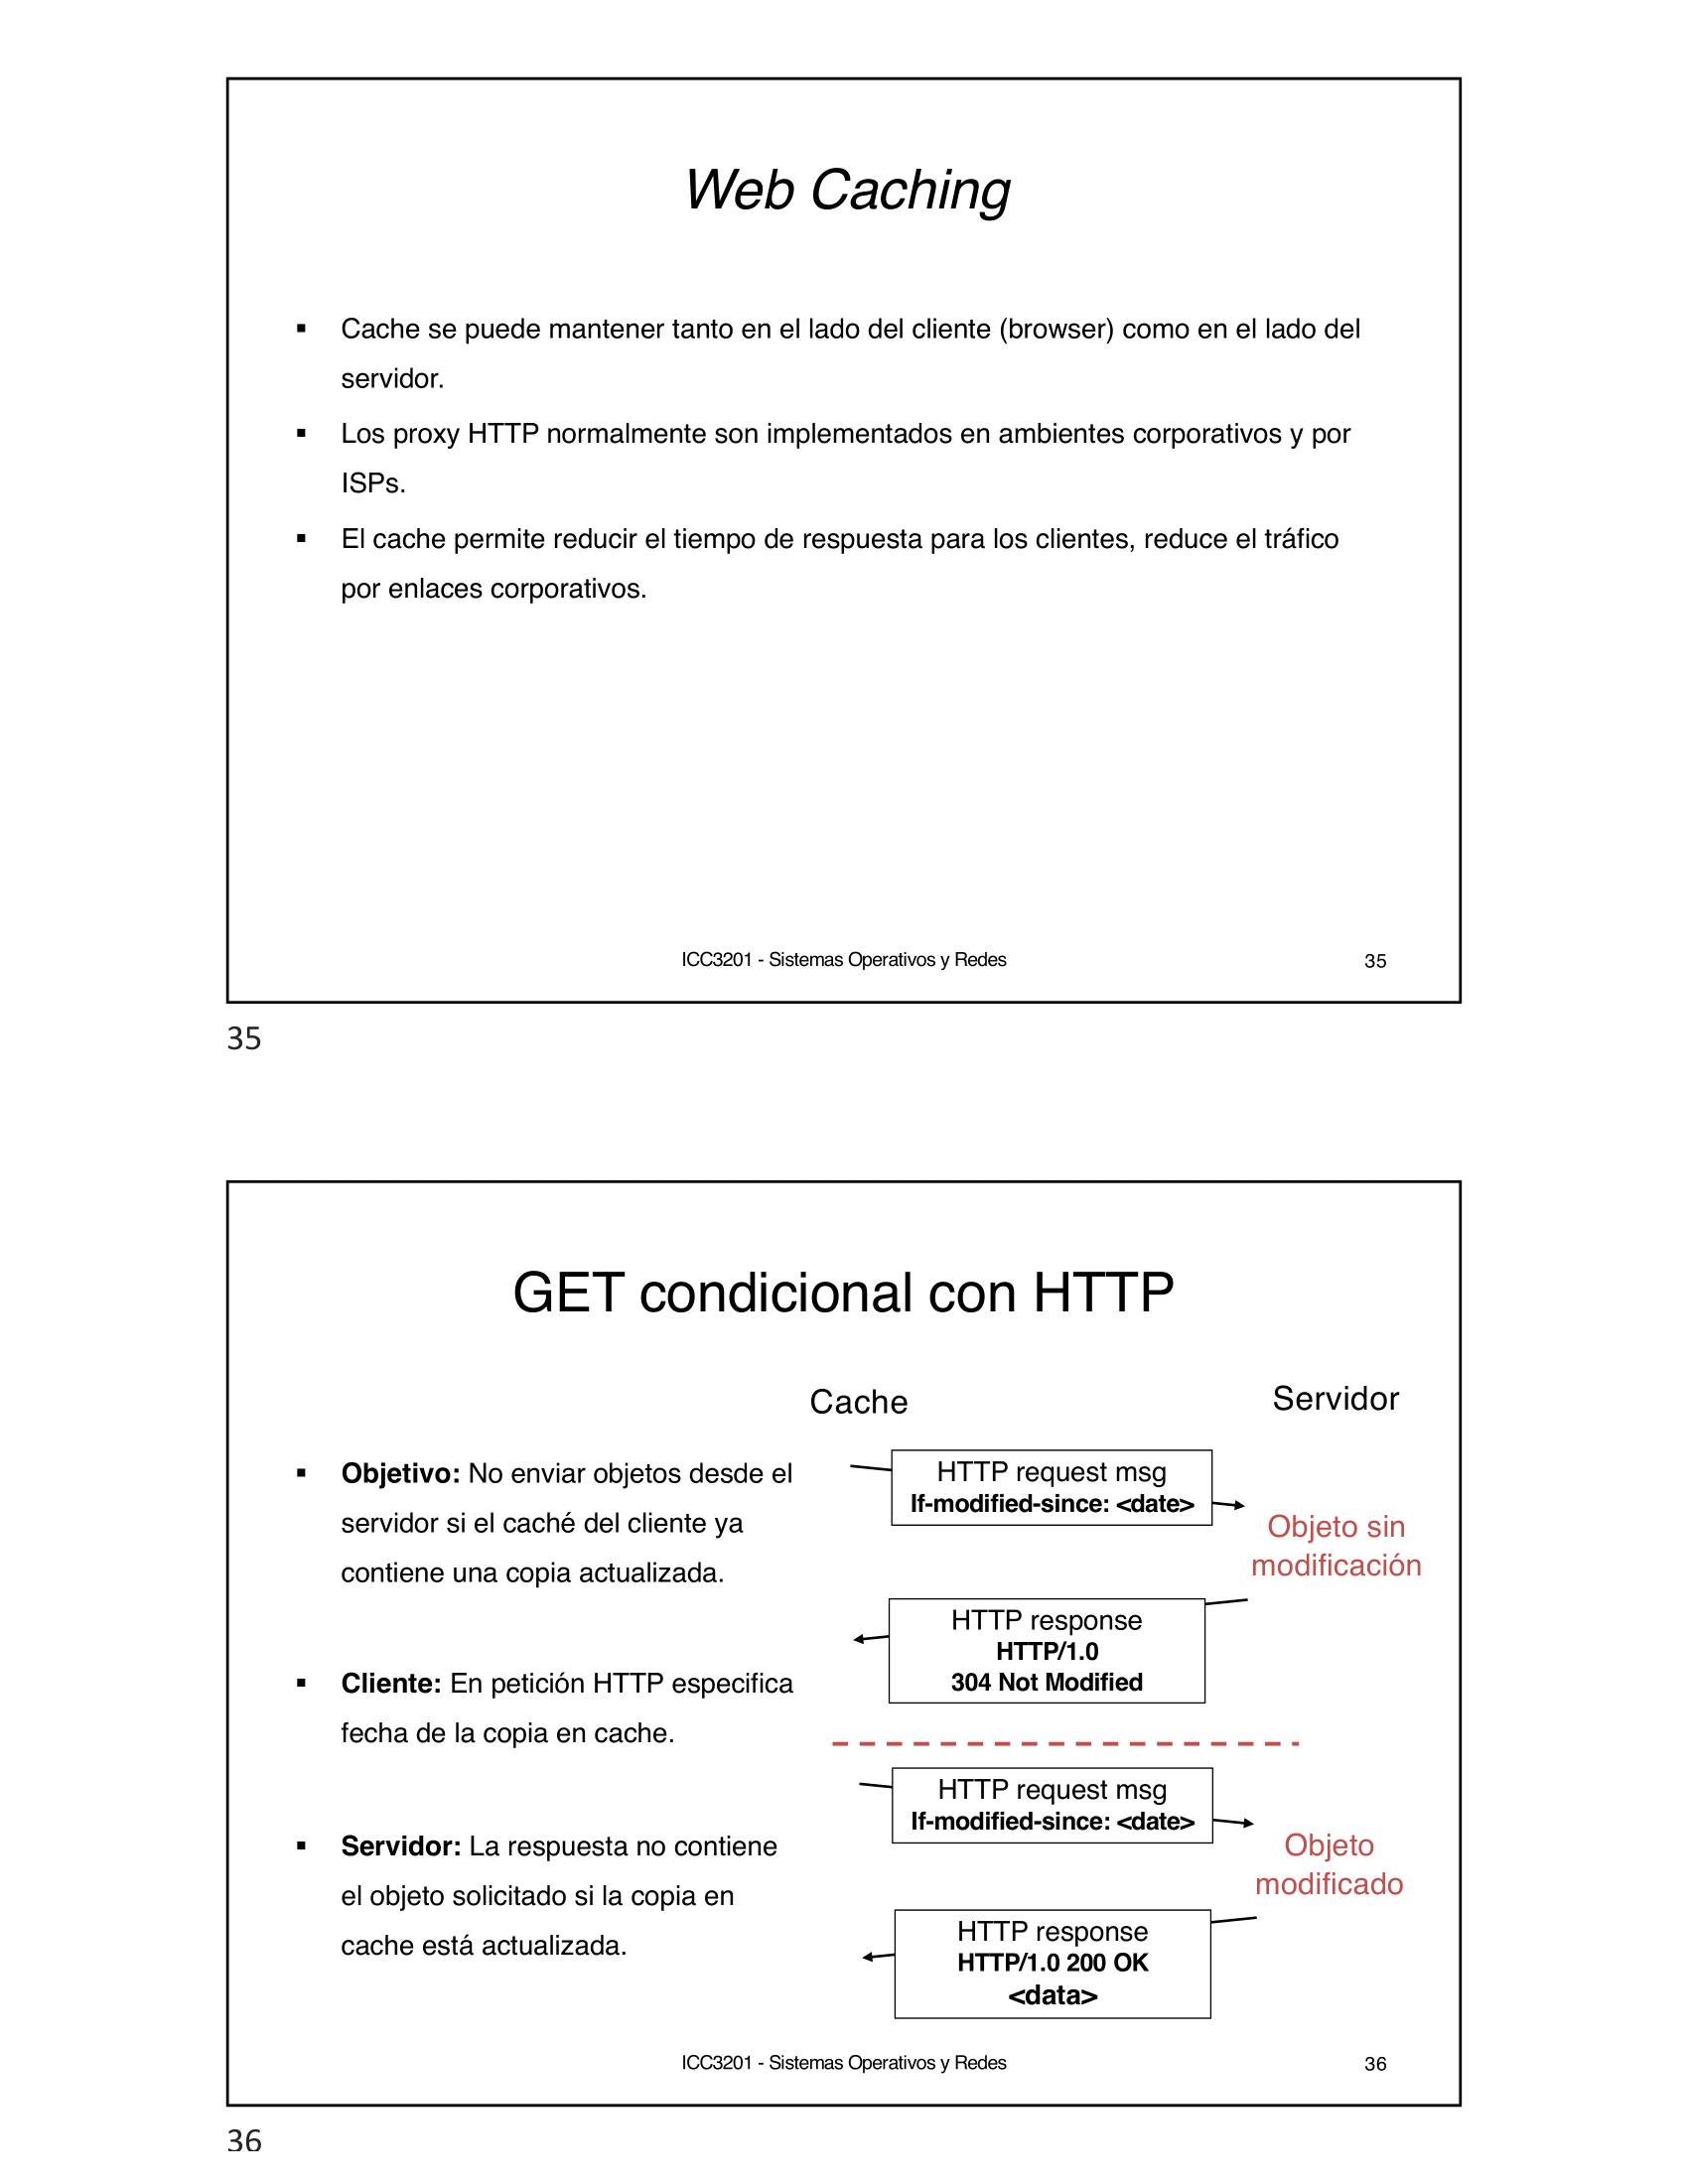 Web Caching
▪ Cache se puede mantener tanto en el lado del cliente (browser) como en el lado del
servidor.
▪ Los proxy HTTP normalmente son implementados en ambientes corporativos y por
ISPs.
▪ El cache permite reducir el tiempo de respuesta para los clientes, reduce el tráfico
por enlaces corporativos.
ICC3201 - Sistemas Operativos y Redes
35
35
GET condicional con HTTP
▪ Objetivo: No enviar objetos desde el
servidor si el caché del cliente ya
contiene una copia actualizada.
▪ Cliente: En petición HTTP especifica
fecha de la copia en cache.
▪ Servidor: La respuesta no contiene
el objeto solicitado si la copia en
cache está actualizada.
Cache
Servidor
HTTP request msg
If-modified-since: <date>
Objeto sin
modificación
HTTP response
HTTP/1.0
304 Not Modified
HTTP request msg
If-modified-since: <date>
Objeto
modificado
HTTP response
HTTP/1.0 200 OK
<data>
ICC3201 - Sistemas Operativos y Redes
36
36